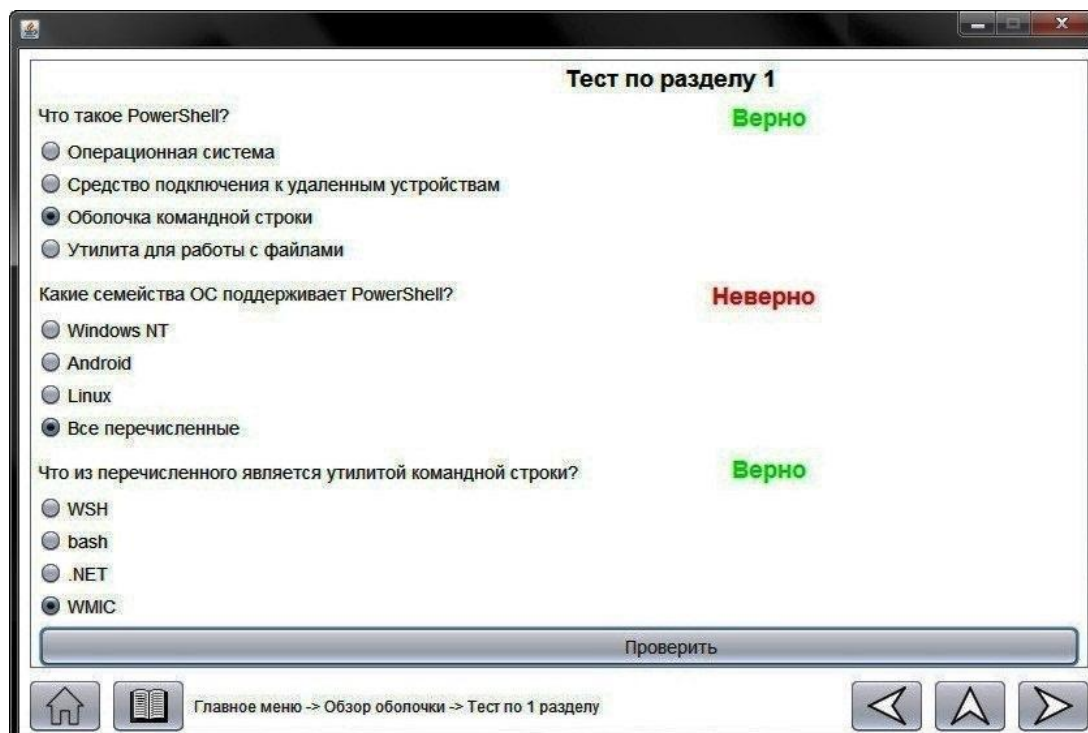 Тест по разделу 1
Что такое PowerShell?
Верно
Операционная система
Средство подключения к удаленным устройствам
Оболочка командной строки
Утилита для работы с файлами
Какие семейства ОС поддерживает PowerShell?
Неверно
Windows NT
Android
Linux
Все перечисленные
Что из перечисленного является утилитой командной строки?
Верно
WSH
bash
.NET
WMIC
Проверить
Главное меню -> Обзор оболочки -> Тест по 1 разделу